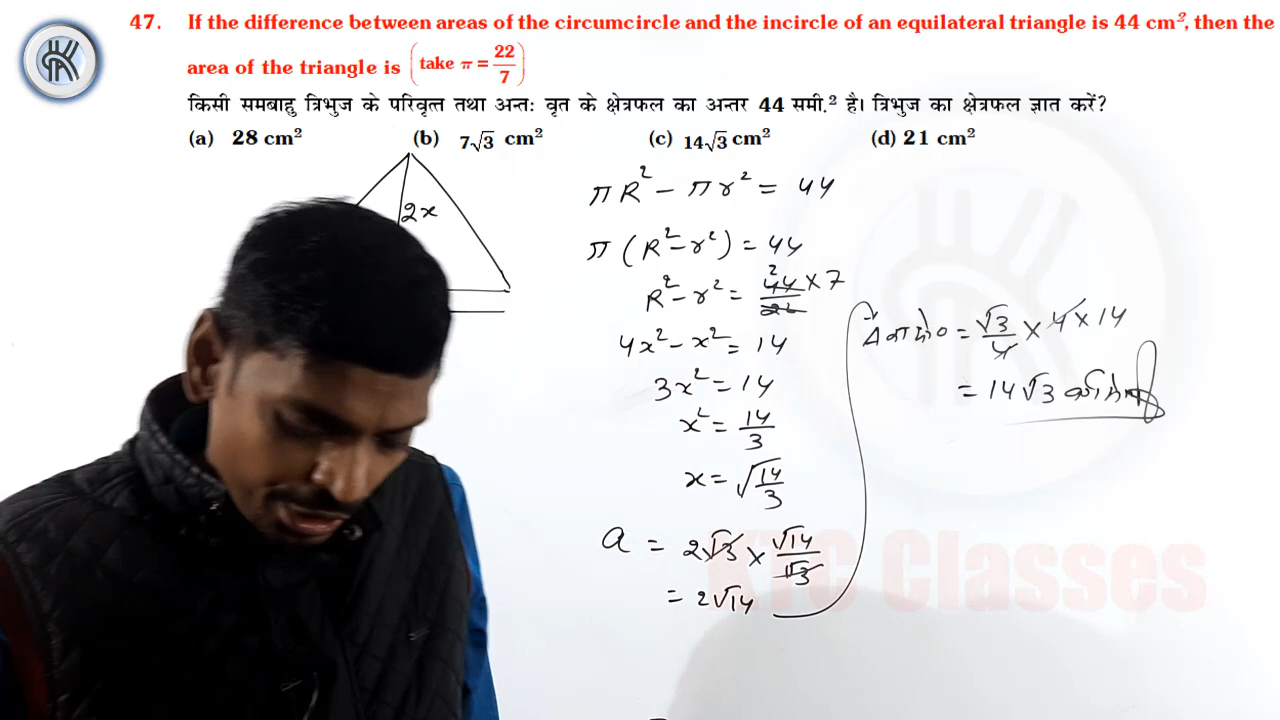 47. If the difference between areas of the circumcircle and the incircle of an equilateral triangle is 44 cm², then the
area of the triangle is (take π = 22/7)
किसी समबाहु त्रिभुज के परिवृत्त तथा अन्तः वृत के क्षेत्रफल का अन्तर 44 समी.² है। त्रिभुज का क्षेत्रफल ज्ञात करें?
(a) 28 cm² (b) 7√3 cm² (c) 14√3 cm² (d) 21 cm²
2x
πR² - πr² = 44
π(R²-r²) = 44
R²-r² = 44/22 × 7
2
4x² - x² = 14
3x² = 14
x² = 14/3
x = √14/3
a = 2√3 × √14/√3
= 2√14
= √3/4 × 4 × 14
= 14√3
KTC Classes